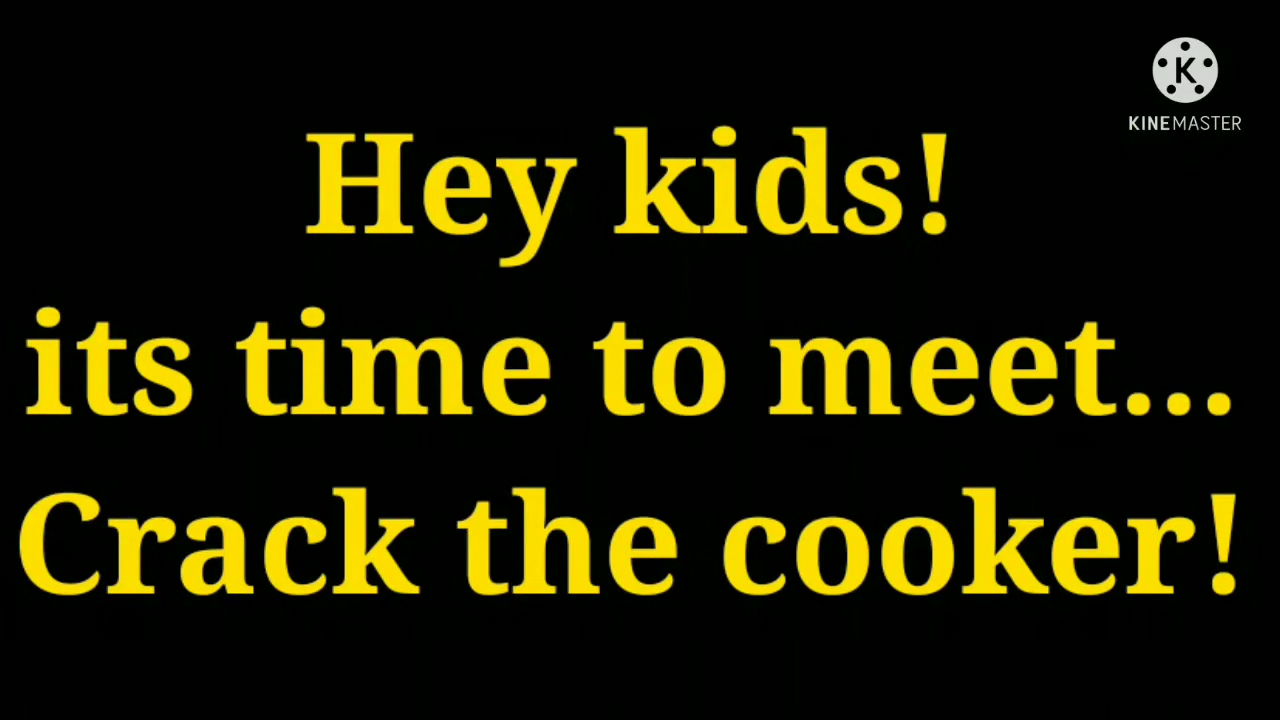 K
KINEMASTER
Hey kids!
its time to meet...
Crack the cooker!